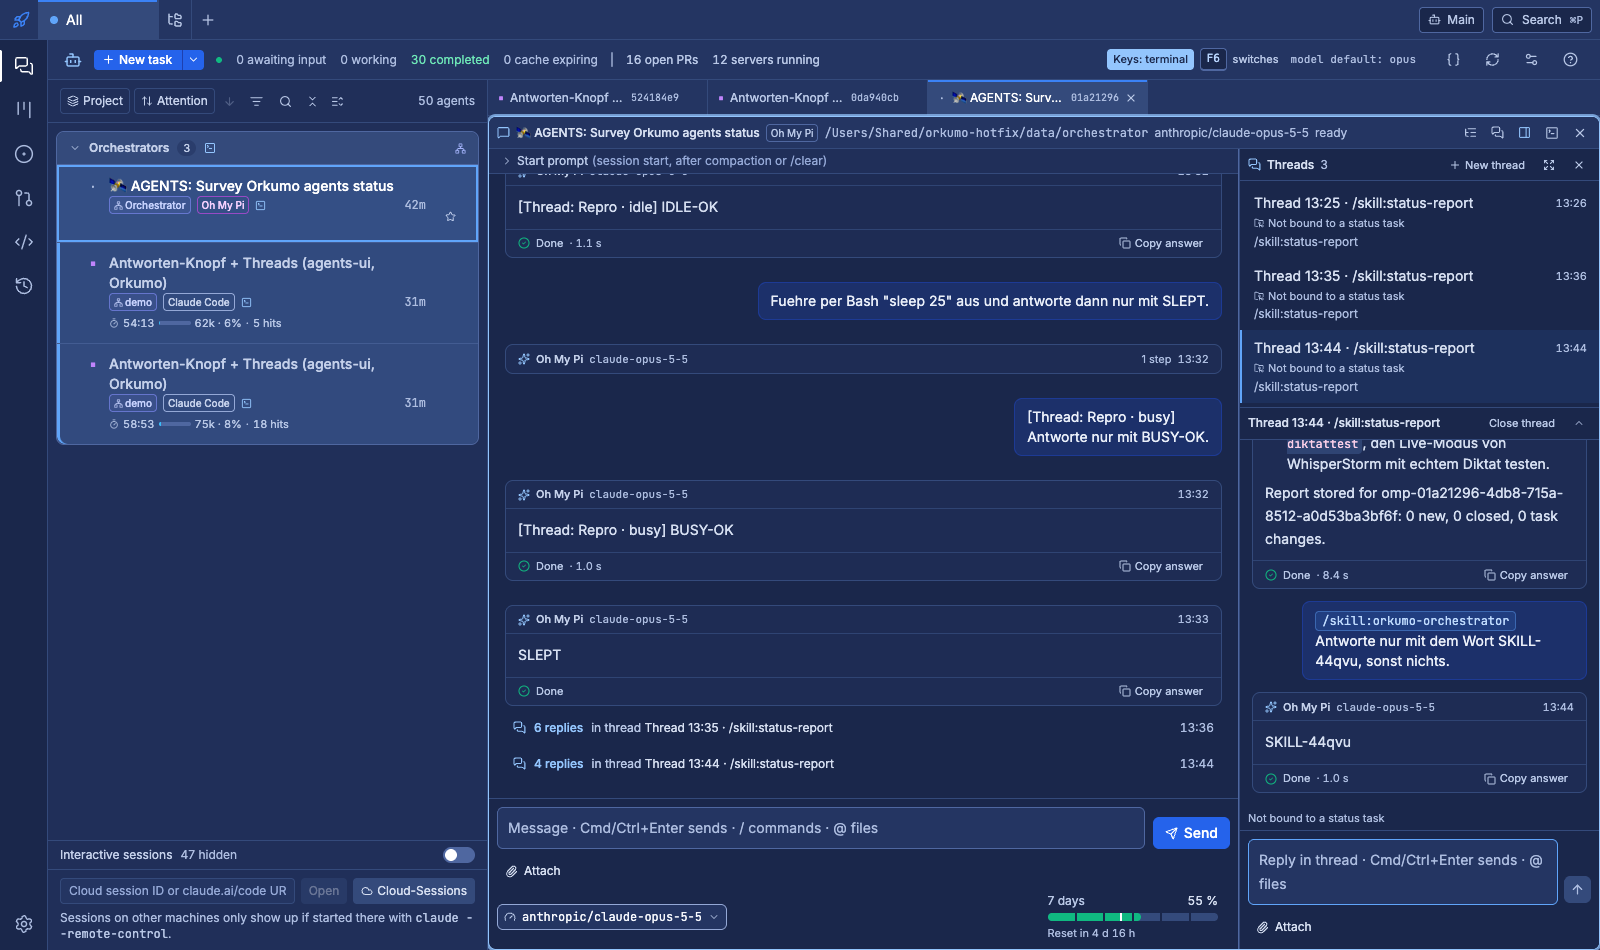 All
Main
Search ⌘P
New task
0 awaiting input
0 working
30 completed
0 cache expiring
16 open PRs
12 servers running
Keys: terminal
F6
switches
model default: opus
Project
Attention
50 agents
Orchestrators 3
AGENTS: Survey Orkumo agents status
Orchestrator
Oh My Pi
42m
Antworten-Knopf + Threads (agents-ui,
Orkumo)
demo
Claude Code
31m
54:13
62k · 6% · 5 hits
Antworten-Knopf + Threads (agents-ui,
Orkumo)
demo
Claude Code
31m
58:53
75k · 8% · 18 hits
Interactive sessions 47 hidden
Cloud session ID or claude.ai/code UR
Open
Cloud-Sessions
Sessions on other machines only show up if started there with claude -
-remote-control.
Antworten-Knopf ... 524184e9
Antworten-Knopf ... 0da940cb
AGENTS: Surv... 01a21296
AGENTS: Survey Orkumo agents status
Oh My Pi
/Users/Shared/orkumo-hotfix/data/orchestrator
anthropic/claude-opus-5-5 ready
Start prompt (session start, after compaction or /clear)
[Thread: Repro · idle] IDLE-OK
Done · 1.1 s
Copy answer
Fuehre per Bash "sleep 25" aus und antworte dann nur mit SLEPT.
Oh My Pi claude-opus-5-5
1 step 13:32
[Thread: Repro · busy]
Antworte nur mit BUSY-OK.
Oh My Pi claude-opus-5-5
13:32
[Thread: Repro · busy] BUSY-OK
Done · 1.0 s
Copy answer
Oh My Pi claude-opus-5-5
13:33
SLEPT
Done
Copy answer
6 replies in thread Thread 13:35 · /skill:status-report
13:36
4 replies in thread Thread 13:44 · /skill:status-report
13:44
Message · Cmd/Ctrl+Enter sends · / commands · @ files
Send
Attach
anthropic/claude-opus-5-5
7 days
55 %
Reset in 4 d 16 h
Threads 3
New thread
Thread 13:25 · /skill:status-report
13:26
Not bound to a status task
/skill:status-report
Thread 13:35 · /skill:status-report
13:36
Not bound to a status task
/skill:status-report
Thread 13:44 · /skill:status-report
13:44
Not bound to a status task
/skill:status-report
Thread 13:44 · /skill:status-report
Close thread
diktattest, den Live-Modus von
WhisperStorm mit echtem Diktat testen.
Report stored for omp-01a21296-4db8-715a-
8512-a0d53ba3bf6f: 0 new, 0 closed, 0 task
changes.
Done · 8.4 s
Copy answer
/skill:orkumo-orchestrator
Antworte nur mit dem Wort SKILL-
44qvu, sonst nichts.
Oh My Pi claude-opus-5-5
13:44
SKILL-44qvu
Done · 1.0 s
Copy answer
Not bound to a status task
Reply in thread · Cmd/Ctrl+Enter sends · @
files
Attach